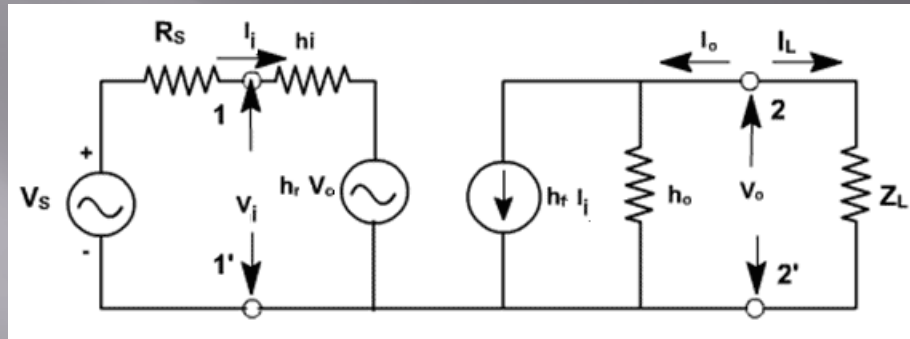 Rs Ii hi Io IL
1 2
+
Vs Vi hr Vo hf Ii ho Vo ZL
-
1' 2'